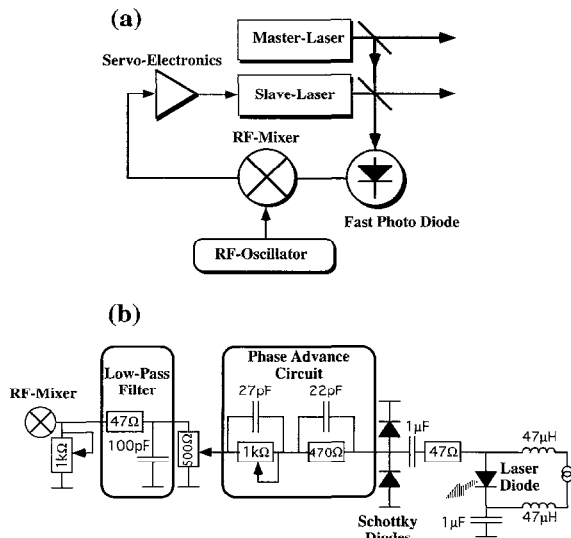 (a)
Master-Laser
Servo-Electronics
Slave-Laser
RF-Mixer
Fast Photo Diode
RF-Oscillator
(b)
Low-Pass
Filter
Phase Advance
Circuit
RF-Mixer
27pF
22pF
47Ω
100pF
1kΩ
500Ω
1kΩ
470Ω
1μF
47Ω
47μH
Laser
Diode
47μH
1μF
Schottky
Diodes